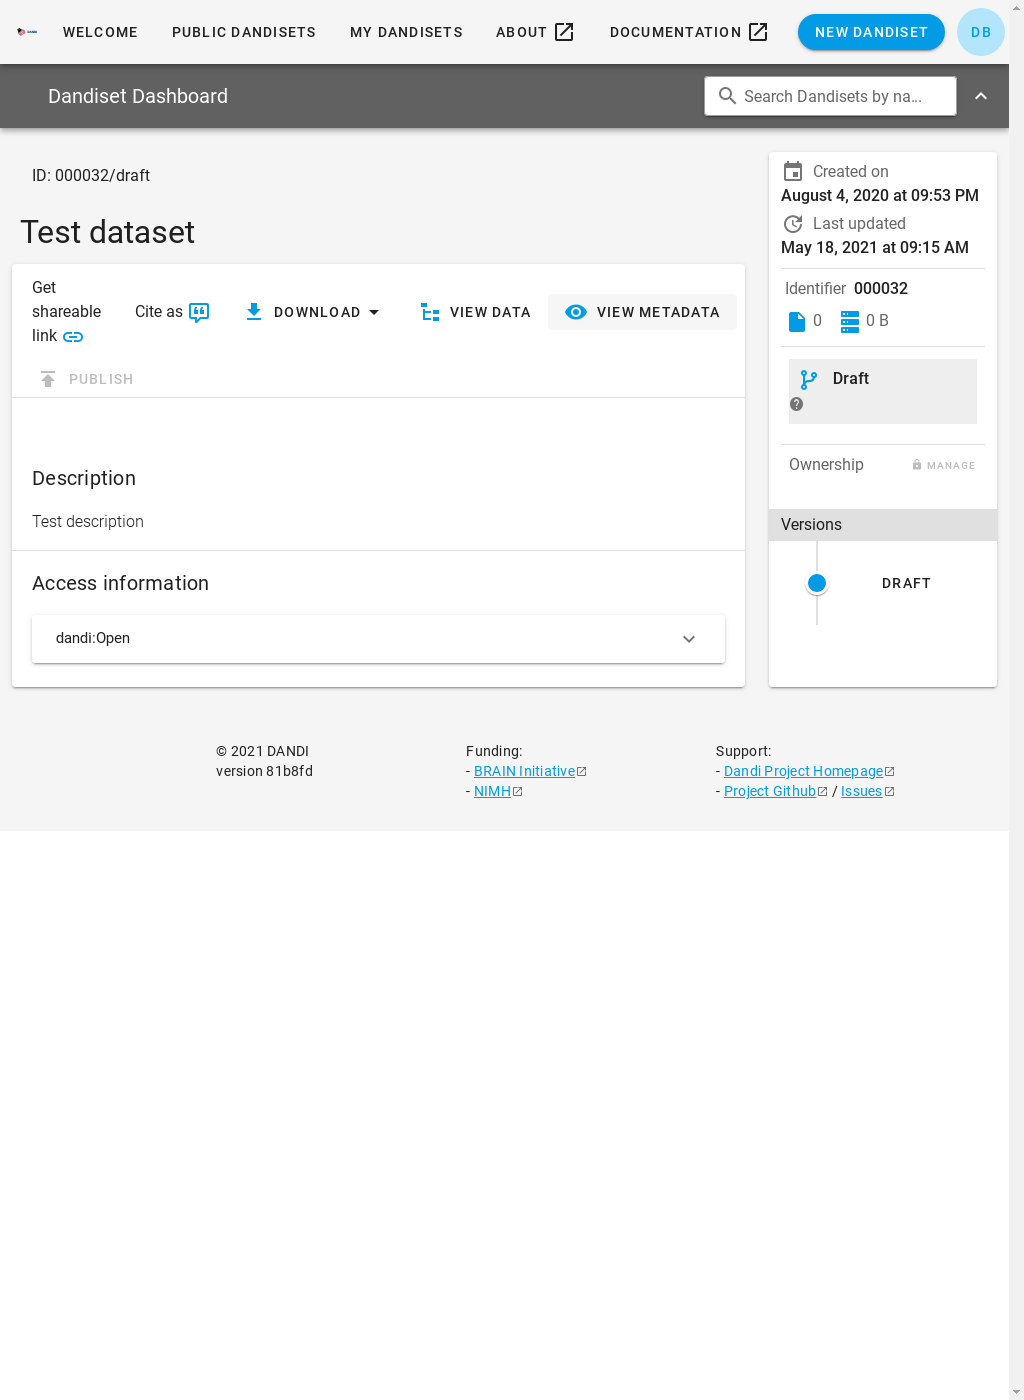 WELCOME PUBLIC DANDISETS MY DANDISETS ABOUT DOCUMENTATION NEW DANDISET DB
Dandiset Dashboard
Search Dandisets by na...
ID: 000032/draft
Test dataset
Get
shareable
link
Cite as
DOWNLOAD
VIEW DATA
VIEW METADATA
PUBLISH
Description
Test description
Access information
dandi:Open
Created on
August 4, 2020 at 09:53 PM
Last updated
May 18, 2021 at 09:15 AM
Identifier 000032
0 0 B
Draft
Ownership MANAGE
Versions
DRAFT
© 2021 DANDI
version 81b8fd
Funding:
- BRAIN Initiative
- NIMH
Support:
- Dandi Project Homepage
- Project Github / Issues